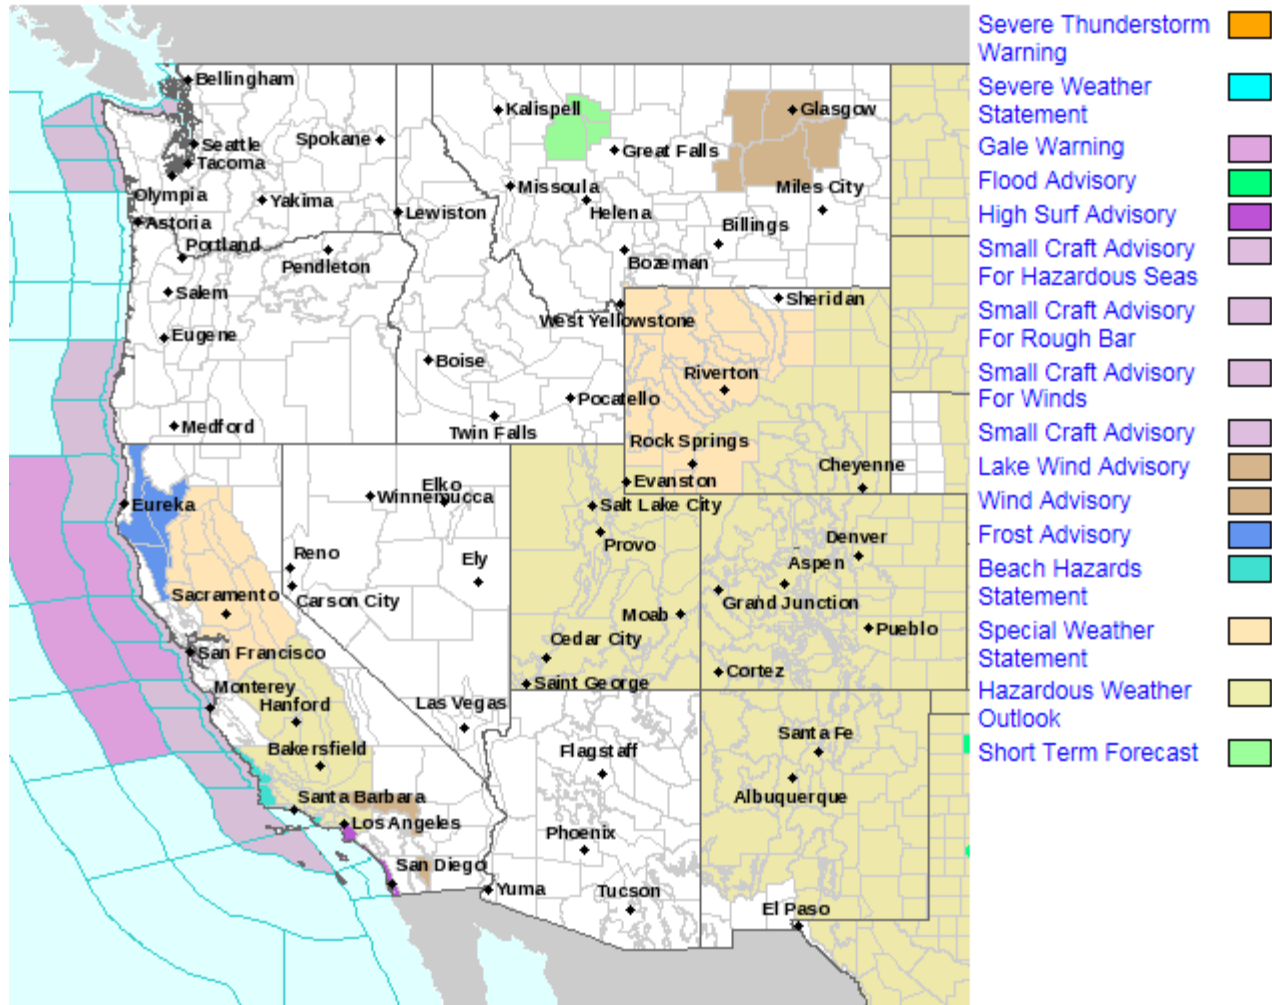 Bellingham
Kalispell
Glasgow
Seattle
Spokane
Great Falls
Tacoma
Olympia
Yakima
Missoula
Miles City
Astoria
Lewiston
Helena
Billings
Portland
Pendleton
Bozeman
Salem
Sheridan
West Yellowstone
Eugene
Boise
Riverton
Pocatello
Medford
Twin Falls
Rock Springs
Cheyenne
Elko
Winnemucca
Evanston
Eureka
Salt Lake City
Denver
Reno
Ely
Provo
Aspen
Sacramento
Carson City
Grand Junction
Moab
Pueblo
San Francisco
Cedar City
Cortez
Monterey
Saint George
Hanford
Las Vegas
Santa Fe
Bakersfield
Flagstaff
Albuquerque
Santa Barbara
Los Angeles
Phoenix
San Diego
Yuma
Tucson
El Paso
Severe Thunderstorm
Warning
Severe Weather
Statement
Gale Warning
Flood Advisory
High Surf Advisory
Small Craft Advisory
For Hazardous Seas
Small Craft Advisory
For Rough Bar
Small Craft Advisory
For Winds
Small Craft Advisory
Lake Wind Advisory
Wind Advisory
Frost Advisory
Beach Hazards
Statement
Special Weather
Statement
Hazardous Weather
Outlook
Short Term Forecast